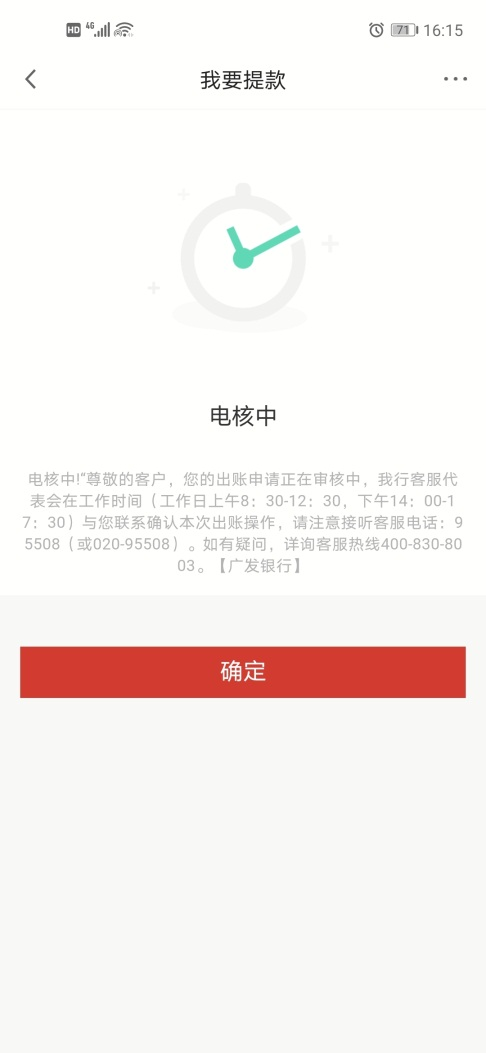 HD 4G 71 16:15
我要提款
电核中
电核中!“尊敬的客户，您的出账申请正在审核中，我行客服代
表会在工作时间（工作日上午8：30-12：30，下午14：00-1
7：30）与您联系确认本次出账操作，请注意接听客服电话：9
5508（或020-95508）。如有疑问，详询客服热线400-830-80
03。【广发银行】
确定